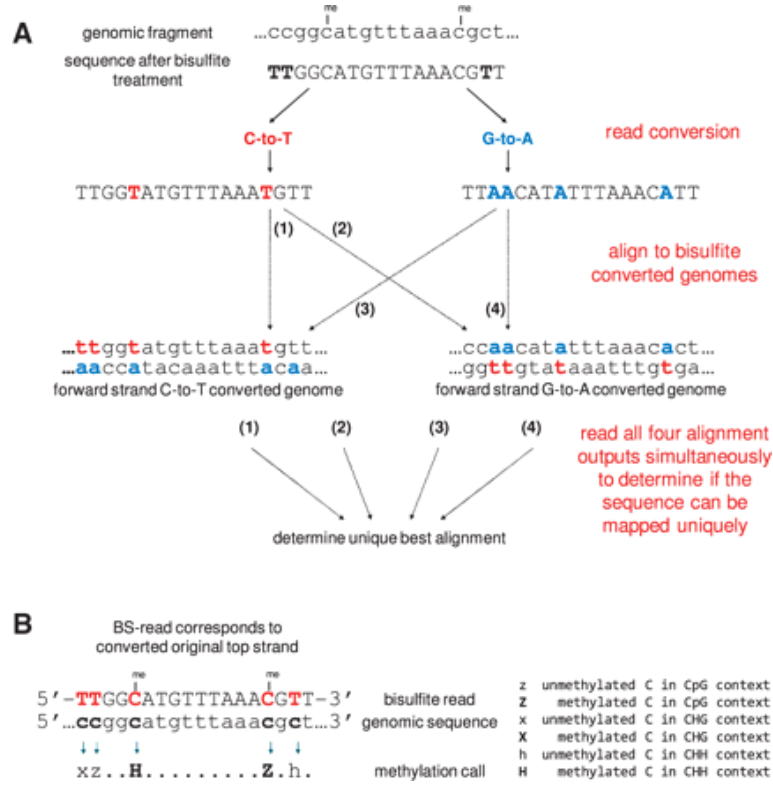 A
me me
genomic fragment …ccggcatgtttaaacgct…
sequence after bisulfite
treatment
TTGGCATGTTTAAACGTT
C-to-T G-to-A read conversion
TTGGTATGTTTAAATGTT TTAACATATTTAAACATT
(1) (2)
align to bisulfite
converted genomes
(3) (4)
…ttggtatgtttaaatgtt… …ccaacatatttaaacact…
…aaccatacaaatttacaa… …ggttgtataaatttgtga…
forward strand C-to-T converted genome forward strand G-to-A converted genome
(1) (2) (3) (4)
read all four alignment
outputs simultaneously
to determine if the
sequence can be
mapped uniquely
determine unique best alignment
B
BS-read corresponds to
converted original top strand
me me
5’-TTGGCATGTTTAAACGTT-3’ bisulfite read
5’…ccggcatgtttaaacgct…3’ genomic sequence
xz..H.........Z.h. methylation call
z unmethylated C in CpG context
Z methylated C in CpG context
x unmethylated C in CHG context
X methylated C in CHG context
h unmethylated C in CHH context
H methylated C in CHH context